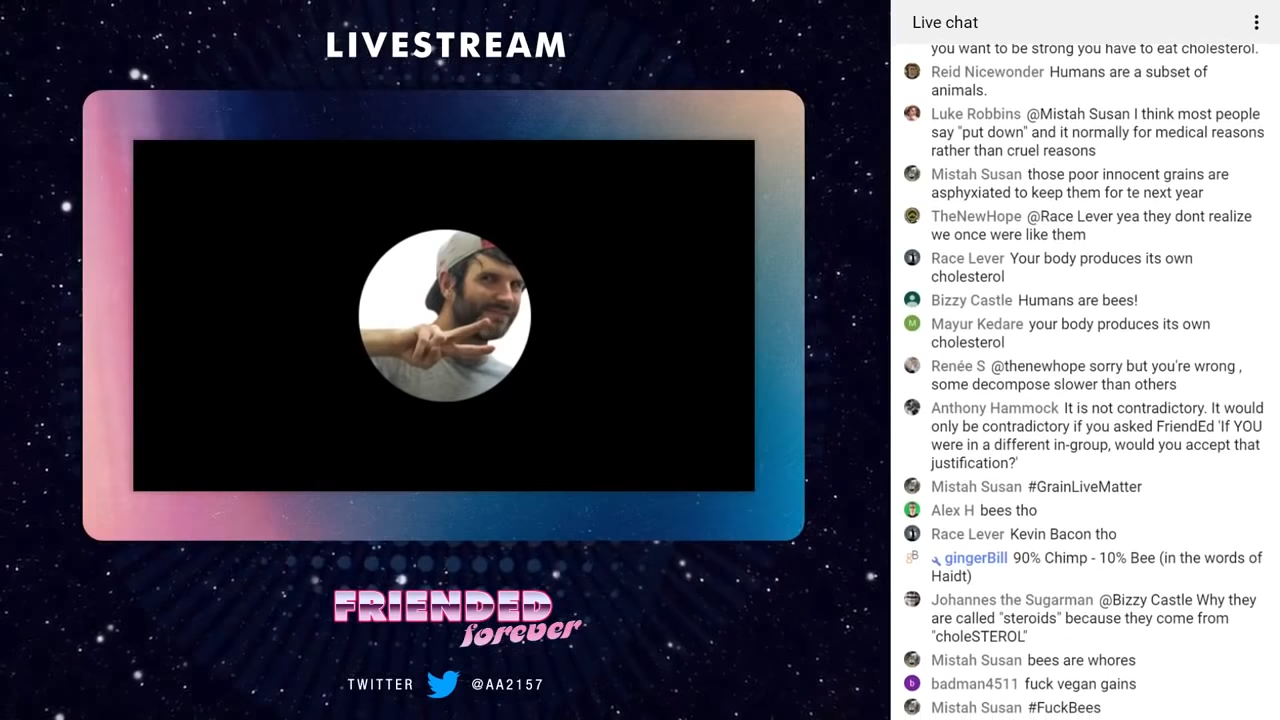 LIVESTREAM
FRIENDED
forever
TWITTER @AA2157
Live chat
you want to be strong you have to eat cholesterol.
Reid Nicewonder Humans are a subset of
animals.
Luke Robbins @Mistah Susan I think most people
say "put down" and it normally for medical reasons
rather than cruel reasons
Mistah Susan those poor innocent grains are
asphyxiated to keep them for te next year
TheNewHope @Race Lever yea they dont realize
we once were like them
Race Lever Your body produces its own
cholesterol
Bizzy Castle Humans are bees!
M Mayur Kedare your body produces its own
cholesterol
Renée S @thenewhope sorry but you're wrong ,
some decompose slower than others
Anthony Hammock It is not contradictory. It would
only be contradictory if you asked FriendEd 'If YOU
were in a different in-group, would you accept that
justification?'
Mistah Susan #GrainLiveMatter
Alex H bees tho
Race Lever Kevin Bacon tho
gB gingerBill 90% Chimp - 10% Bee (in the words of
Haidt)
Johannes the Sugarman @Bizzy Castle Why they
are called "steroids" because they come from
"choleSTEROL"
Mistah Susan bees are whores
b badman4511 fuck vegan gains
Mistah Susan #FuckBees